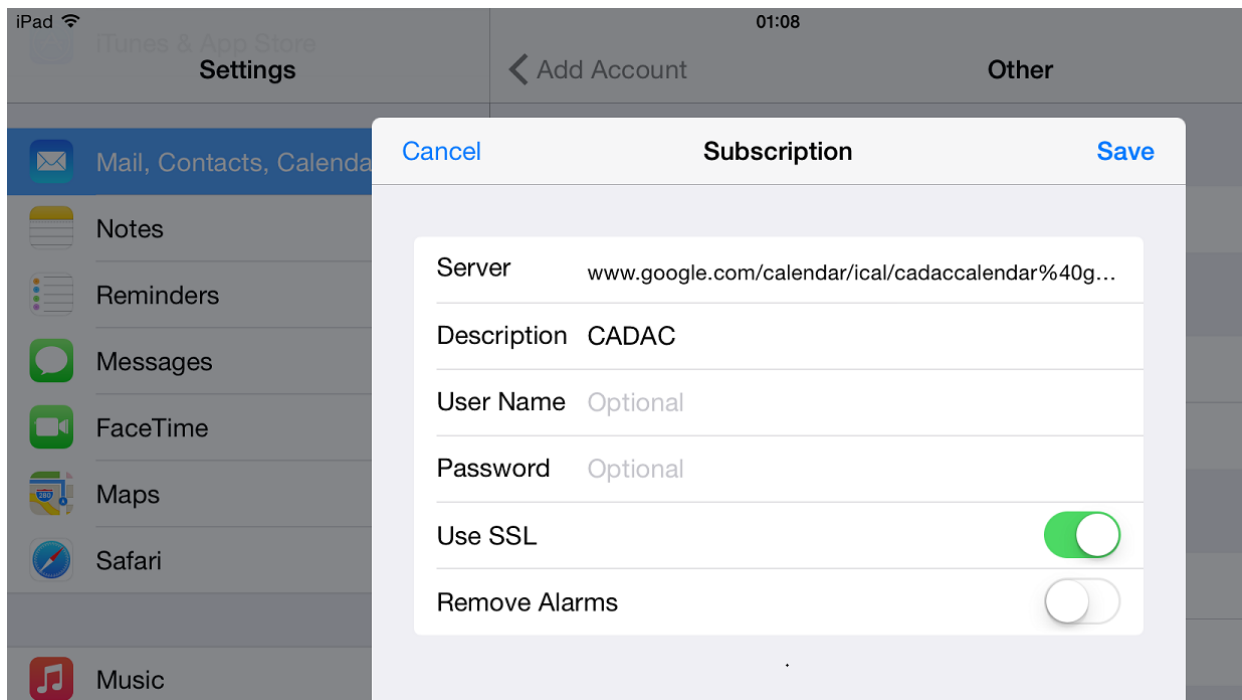 iPad 01:08
iTunes & App Store
Settings
Add Account Other
Mail, Contacts, Calenda
Notes
Reminders
Messages
FaceTime
Maps
280
Safari
Music
Cancel Subscription Save
Server www.google.com/calendar/ical/cadaccalendar%40g...
Description CADAC
User Name Optional
Password Optional
Use SSL
Remove Alarms